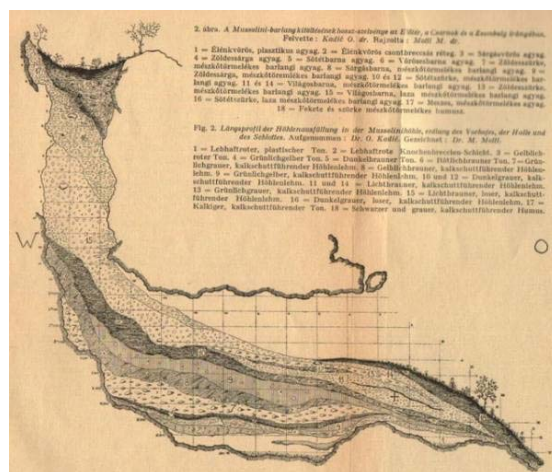 2. ábra. A Mussolini-barlang kitöltésének hossz-szelvénye az Előtér, a Csarnok és a Kémény irányában.
Felvette: Kadić O. dr. Rajzolta: Mottl M. dr.
1 = Élénkvörös, plasztikus agyag. 2 = Élénkvörös csontbreccsás réteg. 3 = Sárgásvörös agyag.
4 = Zöldessárga agyag. 5 = Sötétbarna agyag. 6 = Vörösesbarna agyag. 7 = Zöldesszürke,
mészkőtörmelékes barlangi agyag. 8 = Sárgásbarna, mészkőtörmelékes barlangi agyag. 9 =
Zöldessárga, mészkőtörmelékes barlangi agyag. 10 és 12 = Sötétszürke, mészkőtörmelékes bar-
langi agyag. 11 és 14 = Világosbarna, mészkőtörmelékes barlangi agyag. 13 = Zöldesszürke,
mészkőtörmelékes barlangi agyag. 15 = Világosbarna, laza mészkőtörmelékes barlangi agyag.
16 = Sötétszürke, laza mészkőtörmelékes barlangi agyag. 17 = Meszes, mészkőtörmelékes agyag.
18 = Fekete és szürke mészkőtörmelékes humusz.
Fig. 2. Längsprofil der Höhlenausfüllung in der Mussolinihöhle, entlang des Vorhofes, der Halle und
des Schlotes. Aufgenommen: Dr. O. Kadić. Gezeichnet: Dr. M. Mottl.
1 = Lebhaftroter, plastischer Ton. 2 = Lebhaftrote Knochenbreccien-Schicht. 3 = Gelblich-
roter Ton. 4 = Grünlichgelber Ton. 5 = Dunkelbrauner Ton. 6 = Rötlichbrauner Ton. 7 = Grün-
lichgrauer, kalkschuttführender Höhlenlehm. 8 = Gelblichbrauner, kalkschuttführender Höh-
lenlehm. 9 = Grünlichgelber, kalkschuttführender Höhlenlehm. 10 und 12 = Dunkelgrauer, kalk-
schuttführender Höhlenlehm. 11 und 14 = Lichtbrauner, kalkschuttführender Höhlenlehm.
13 = Grünlichgrauer, kalkschuttführender Höhlenlehm. 15 = Lichtbrauner, loser, kalkschutt-
führender Höhlenlehm. 16 = Dunkelgrauer, loser, kalkschuttführender Höhlenlehm. 17 =
Kalkiger, kalkschuttführender Ton. 18 = Schwarzer und grauer, kalkschuttführender Humus.
W
O
15